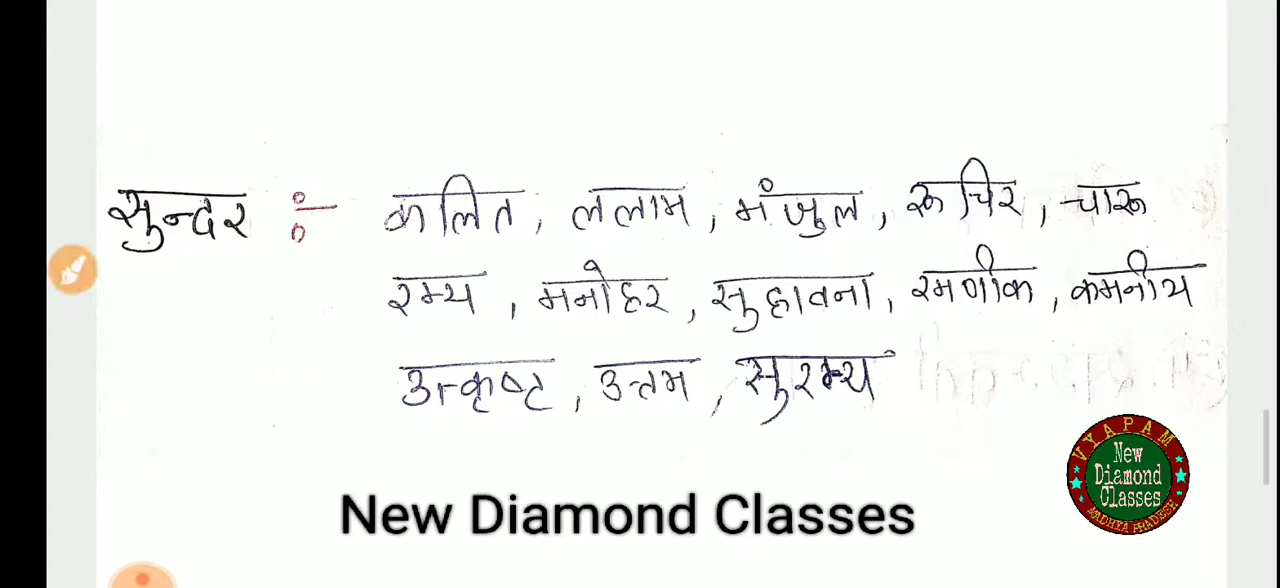 सुन्दर :- कलित, ललाम, मंजुल, रूचिर, चारू
रम्य, मनोहर, सुहावना, रमणीक, कमनीय
उत्कृष्ट, उत्तम, सुरम्य
VYAPAM
New
Diamond
Classes
MADHYA PRADESH
New Diamond Classes